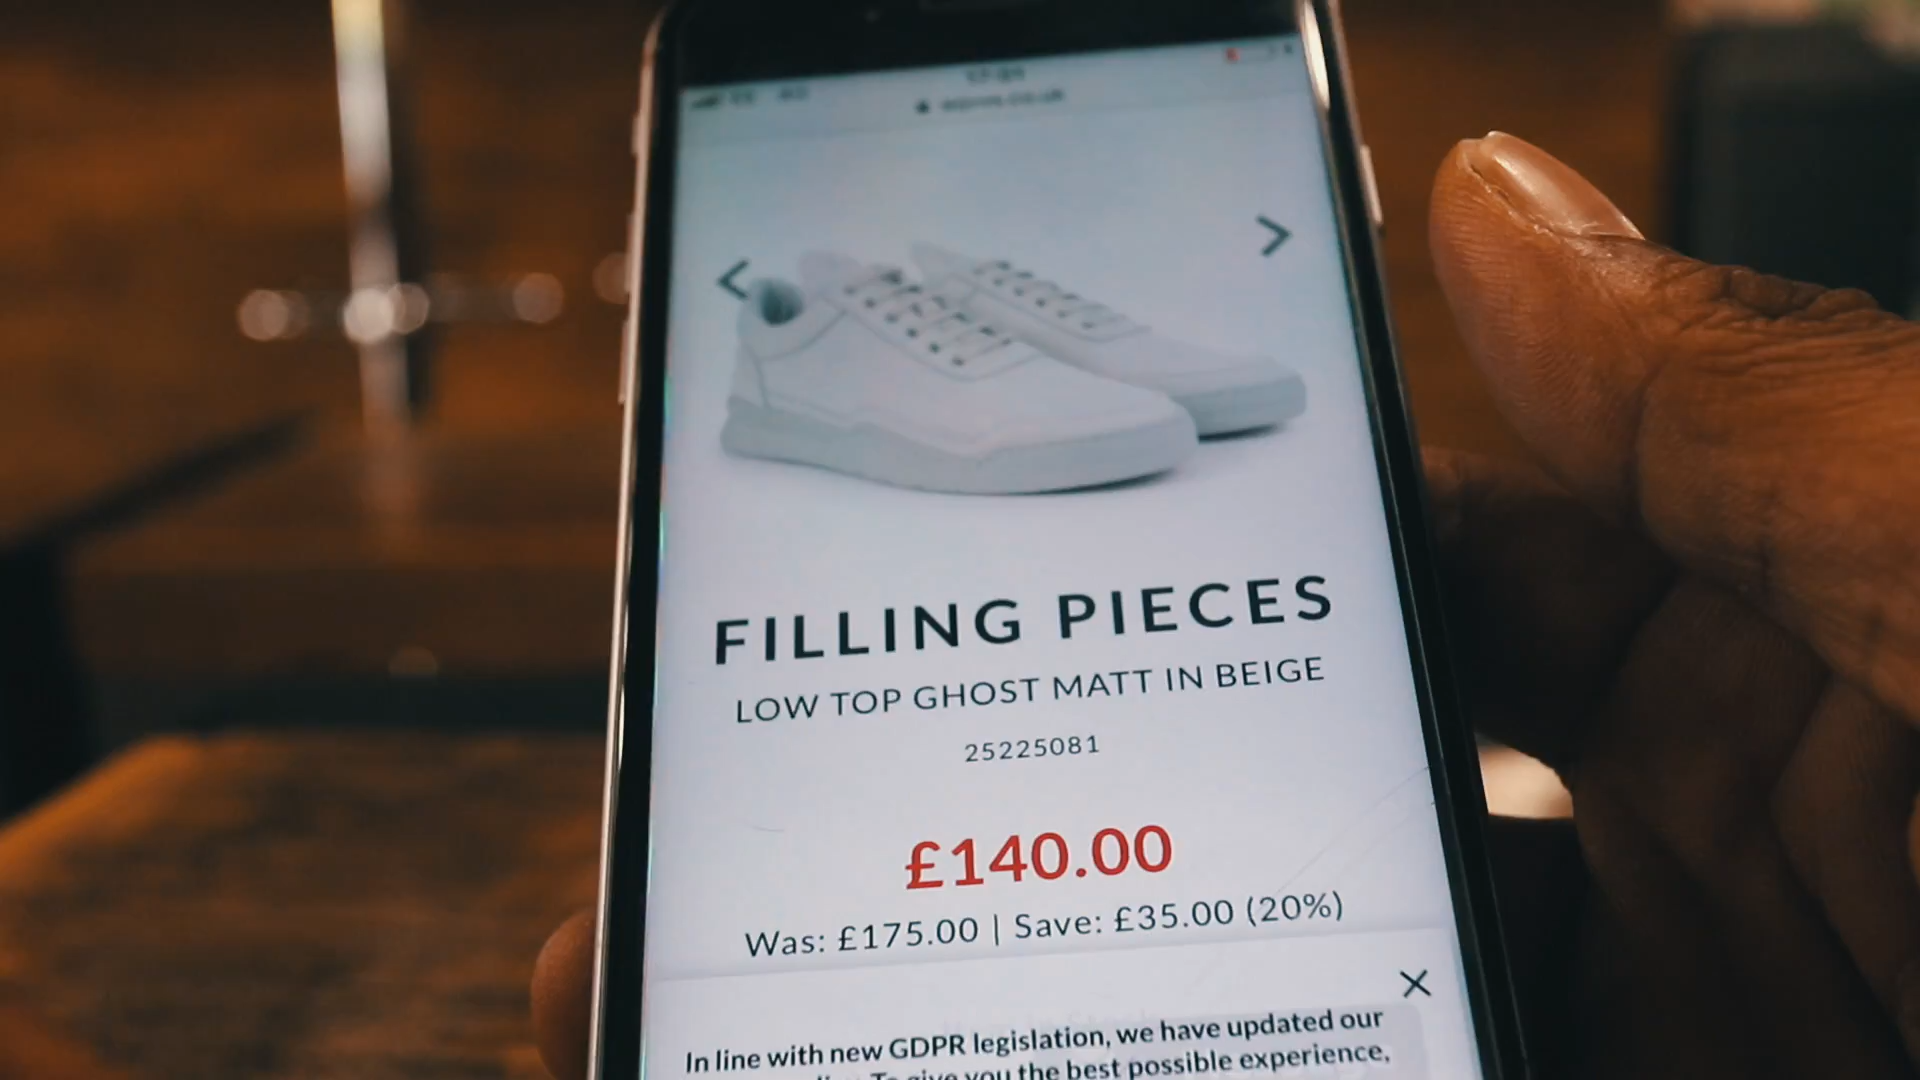 FILLING PIECES
LOW TOP GHOST MATT IN BEIGE
25225081
£140.00
Was: £175.00 | Save: £35.00 (20%)
In line with new GDPR legislation, we have updated our
To give you the best possible experience,